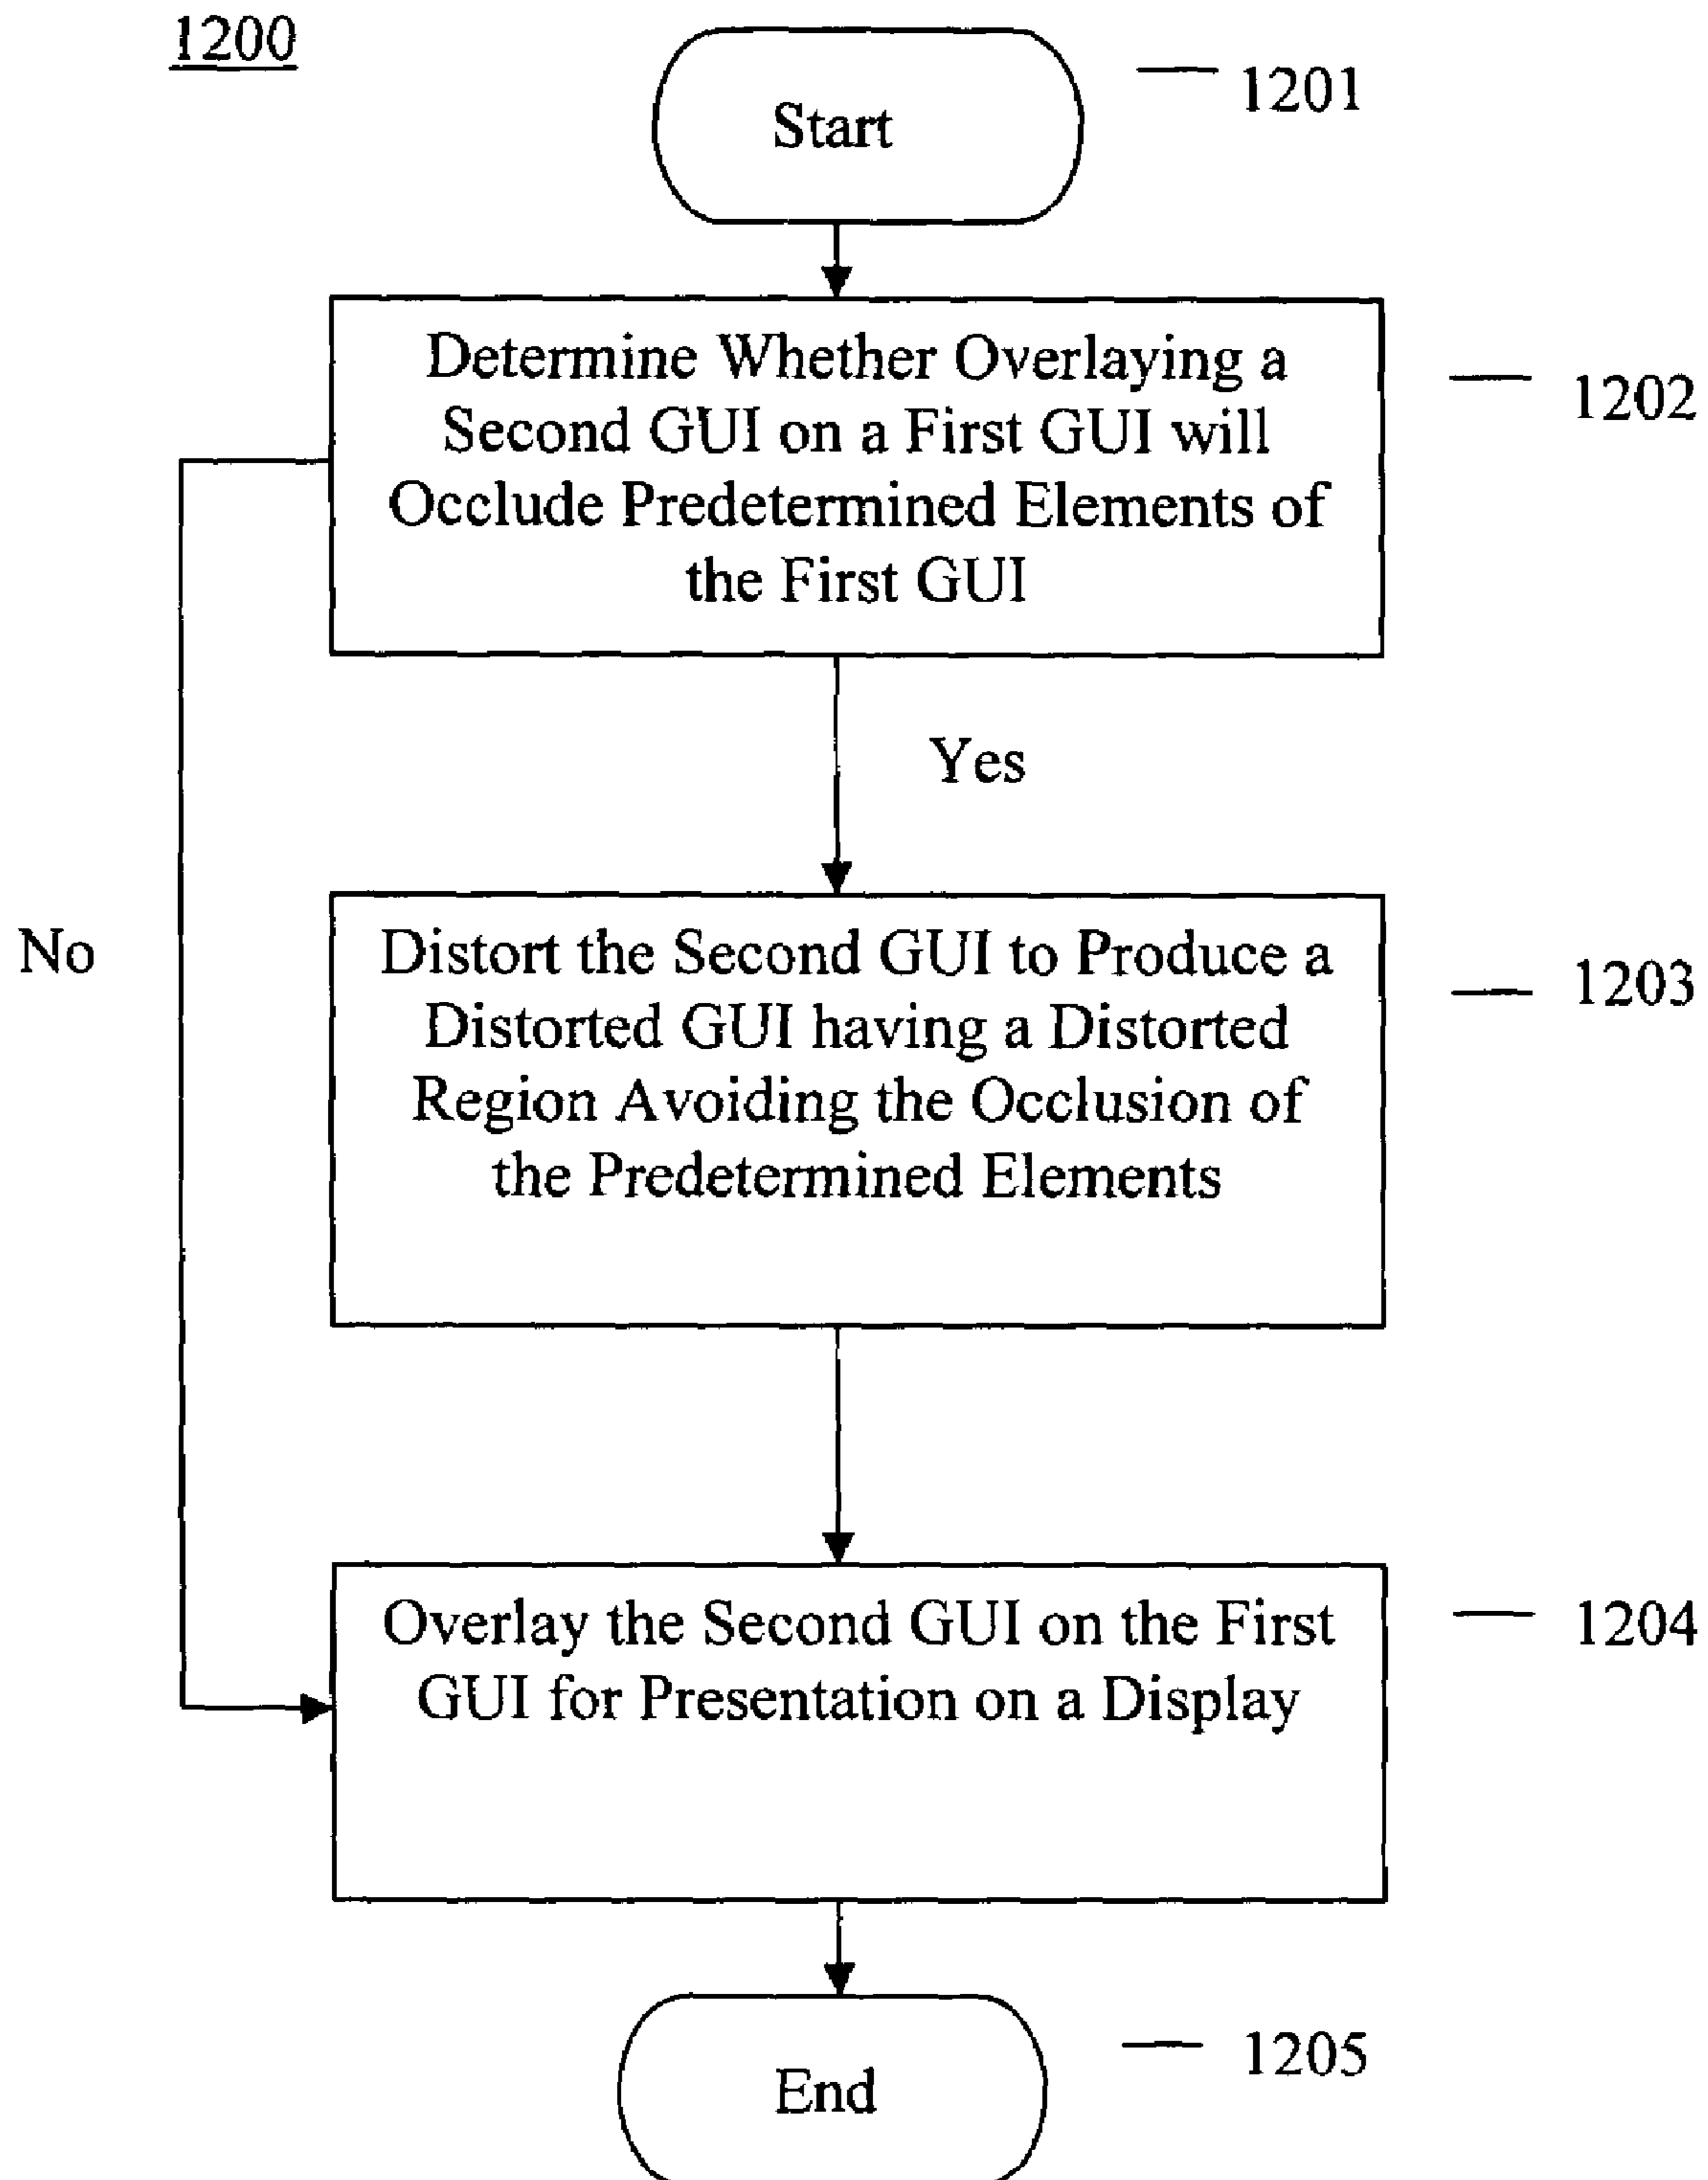 1200
Start
1201
Determine Whether Overlaying a
Second GUI on a First GUI will
Occlude Predetermined Elements of
the First GUI
1202
Yes
No
Distort the Second GUI to Produce a
Distorted GUI having a Distorted
Region Avoiding the Occlusion of
the Predetermined Elements
1203
Overlay the Second GUI on the First
GUI for Presentation on a Display
1204
End
1205